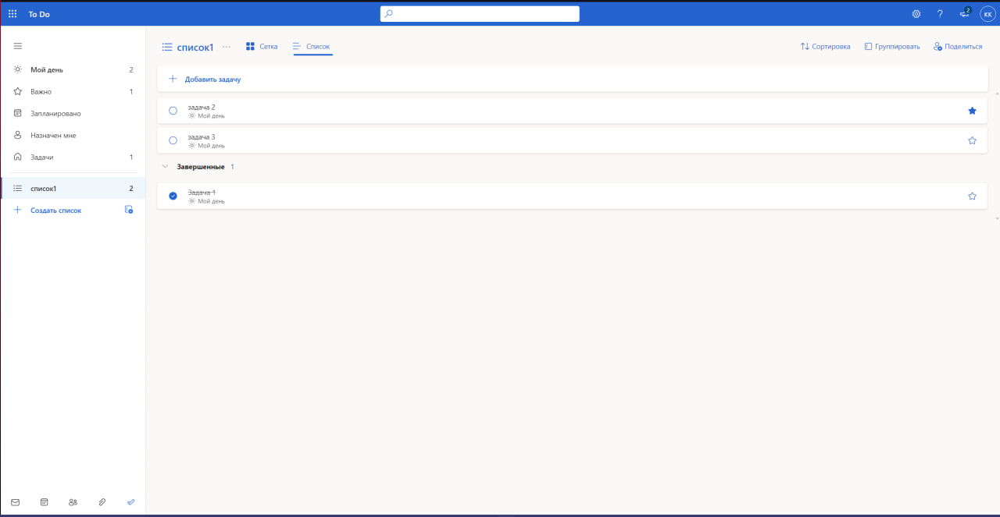 To Do
2
КК
Мой день 2
Важно 1
Запланировано
Назначен мне
Задачи 1
список1 2
Создать список
список1 ... Сетка Список
Сортировка Группировать Поделиться
Добавить задачу
задача 2
Мой день
задача 3
Мой день
Завершенные 1
Задача 1
Мой день